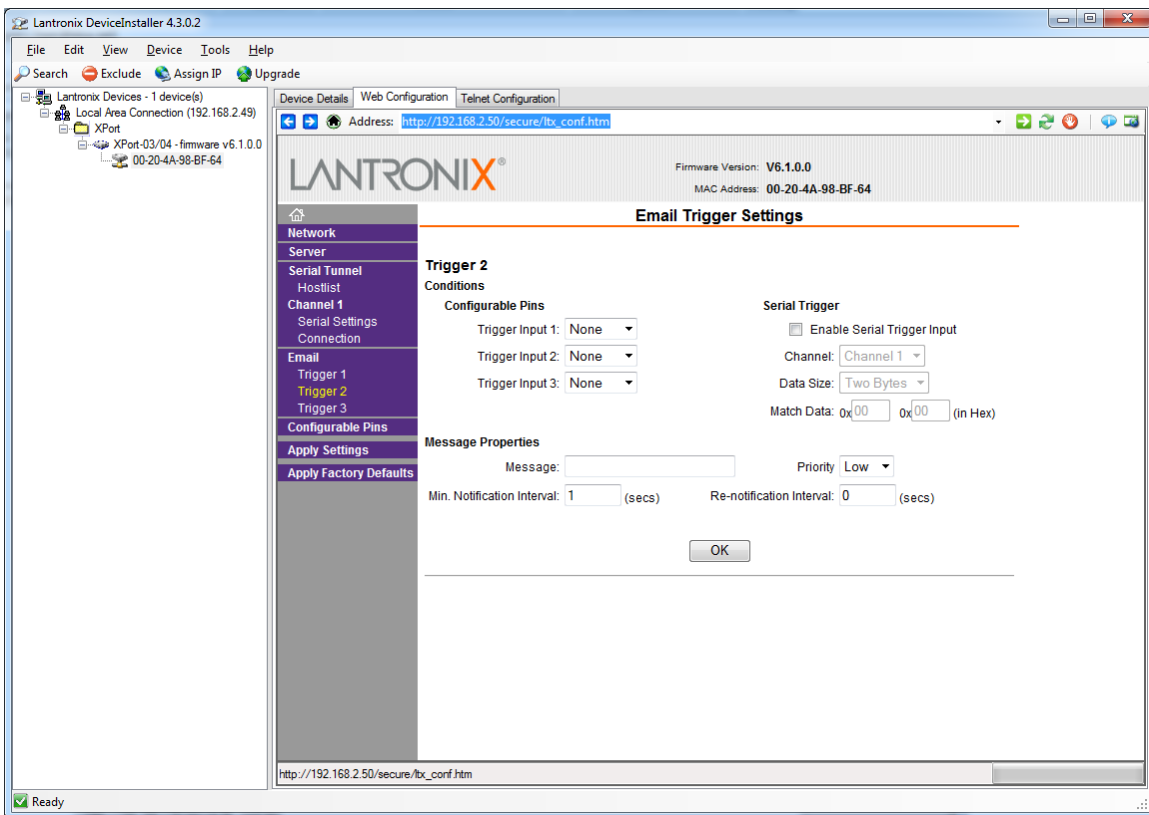 Lantronix DeviceInstaller 4.3.0.2
File Edit View Device Tools Help
Search Exclude Assign IP Upgrade
Lantronix Devices - 1 device(s)
Local Area Connection (192.168.2.49)
XPort
XPort-03/04 - firmware v6.1.0.0
00-20-4A-98-BF-64
Device Details Web Configuration Telnet Configuration
Address: http://192.168.2.50/secure/ltx_conf.htm
LANTRONIX®
Firmware Version: V6.1.0.0
MAC Address: 00-20-4A-98-BF-64
Network
Server
Serial Tunnel
Hostlist
Channel 1
Serial Settings
Connection
Email
Trigger 1
Trigger 2
Trigger 3
Configurable Pins
Apply Settings
Apply Factory Defaults
Email Trigger Settings
Trigger 2
Conditions
Configurable Pins
Trigger Input 1: None
Trigger Input 2: None
Trigger Input 3: None
Serial Trigger
Enable Serial Trigger Input
Channel: Channel 1
Data Size: Two Bytes
Match Data: 0x 00 0x 00 (in Hex)
Message Properties
Message: Priority Low
Min. Notification Interval: 1 (secs) Re-notification Interval: 0 (secs)
OK
http://192.168.2.50/secure/ltx_conf.htm
Ready